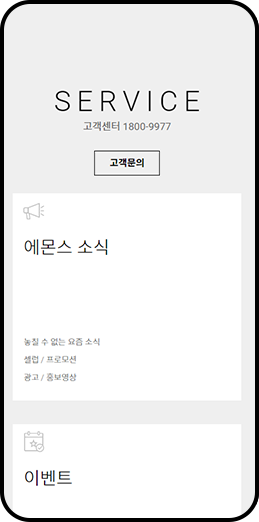 SERVICE
고객센터 1800-9977
고객문의
에몬스 소식
놓칠 수 없는 요즘 소식
셀럽 / 프로모션
광고 / 홍보영상
이벤트